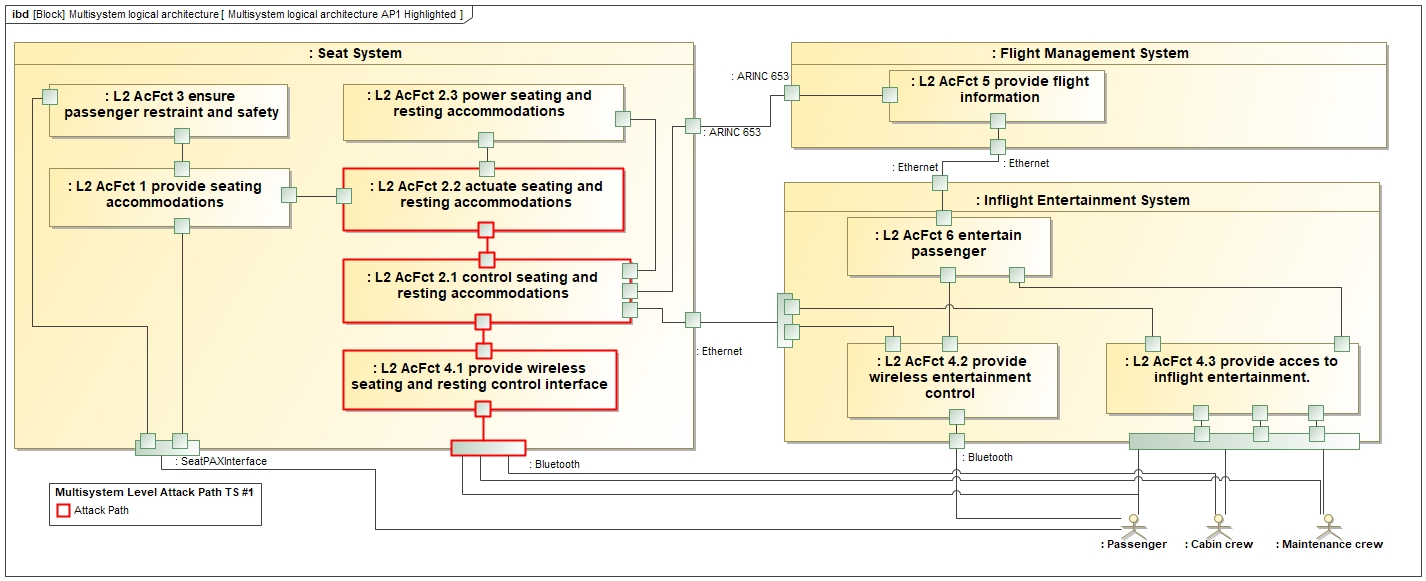 ibd [Block] Multisystem logical architecture [ Multisystem logical architecture AP1 Highlighted ]
: Seat System
: L2 AcFct 3 ensure
passenger restraint and safety
: L2 AcFct 2.3 power seating and
resting accommodations
: L2 AcFct 1 provide seating
accommodations
: L2 AcFct 2.2 actuate seating and
resting accommodations
: L2 AcFct 2.1 control seating and
resting accommodations
: L2 AcFct 4.1 provide wireless
seating and resting control interface
: SeatPAXInterface
: Bluetooth
: ARINC 653
: ARINC 653
: Ethernet
: Flight Management System
: L2 AcFct 5 provide flight
information
: Ethernet
: Ethernet
: Inflight Entertainment System
: L2 AcFct 6 entertain
passenger
: L2 AcFct 4.2 provide
wireless entertainment
control
: L2 AcFct 4.3 provide acces to
inflight entertainment.
: Bluetooth
Multisystem Level Attack Path TS #1
Attack Path
: Passenger
: Cabin crew
: Maintenance crew